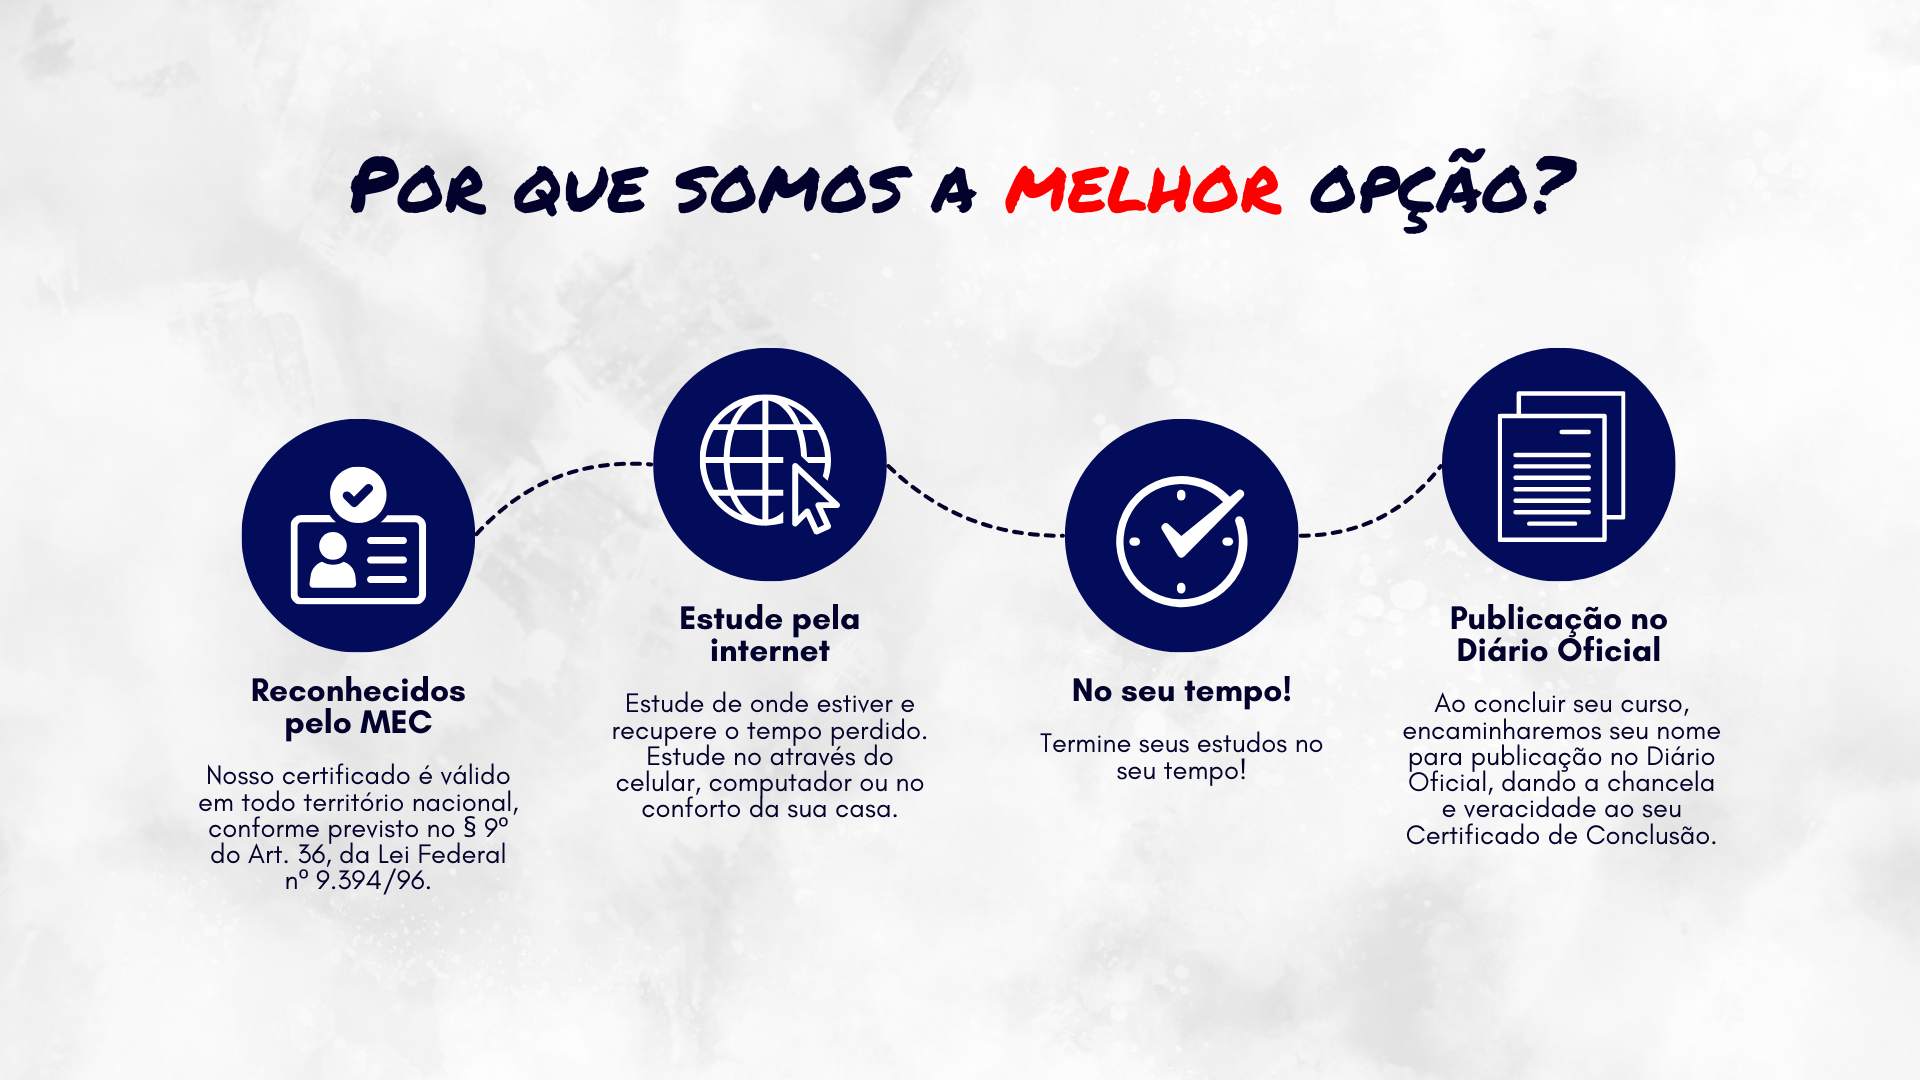 Por que somos a melhor opção?
Reconhecidos
pelo MEC
Nosso certificado é válido
em todo território nacional,
conforme previsto no § 9º
do Art. 36, da Lei Federal
nº 9.394/96.
Estude pela
internet
Estude de onde estiver e
recupere o tempo perdido.
Estude no através do
celular, computador ou no
conforto da sua casa.
No seu tempo!
Termine seus estudos no
seu tempo!
Publicação no
Diário Oficial
Ao concluir seu curso,
encaminharemos seu nome
para publicação no Diário
Oficial, dando a chancela
e veracidade ao seu
Certificado de Conclusão.